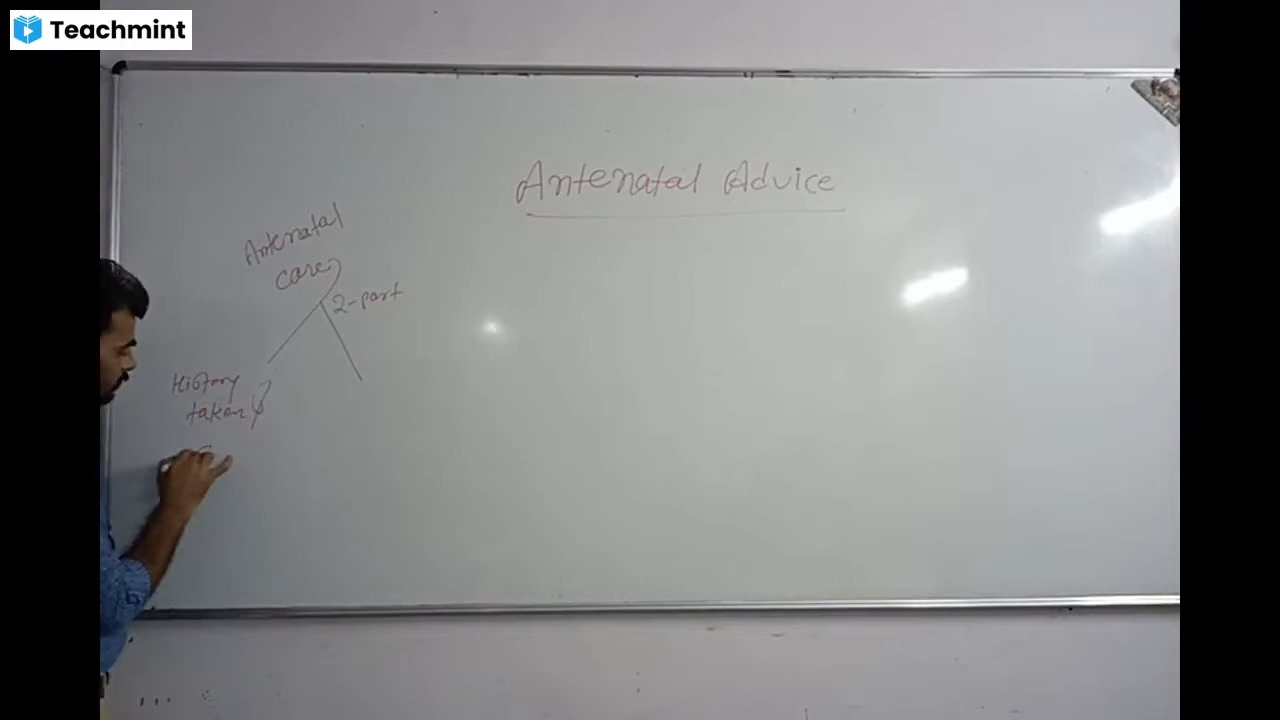 Teachmint
Antenatal Advice
Antenatal
care
2-part
History
taken